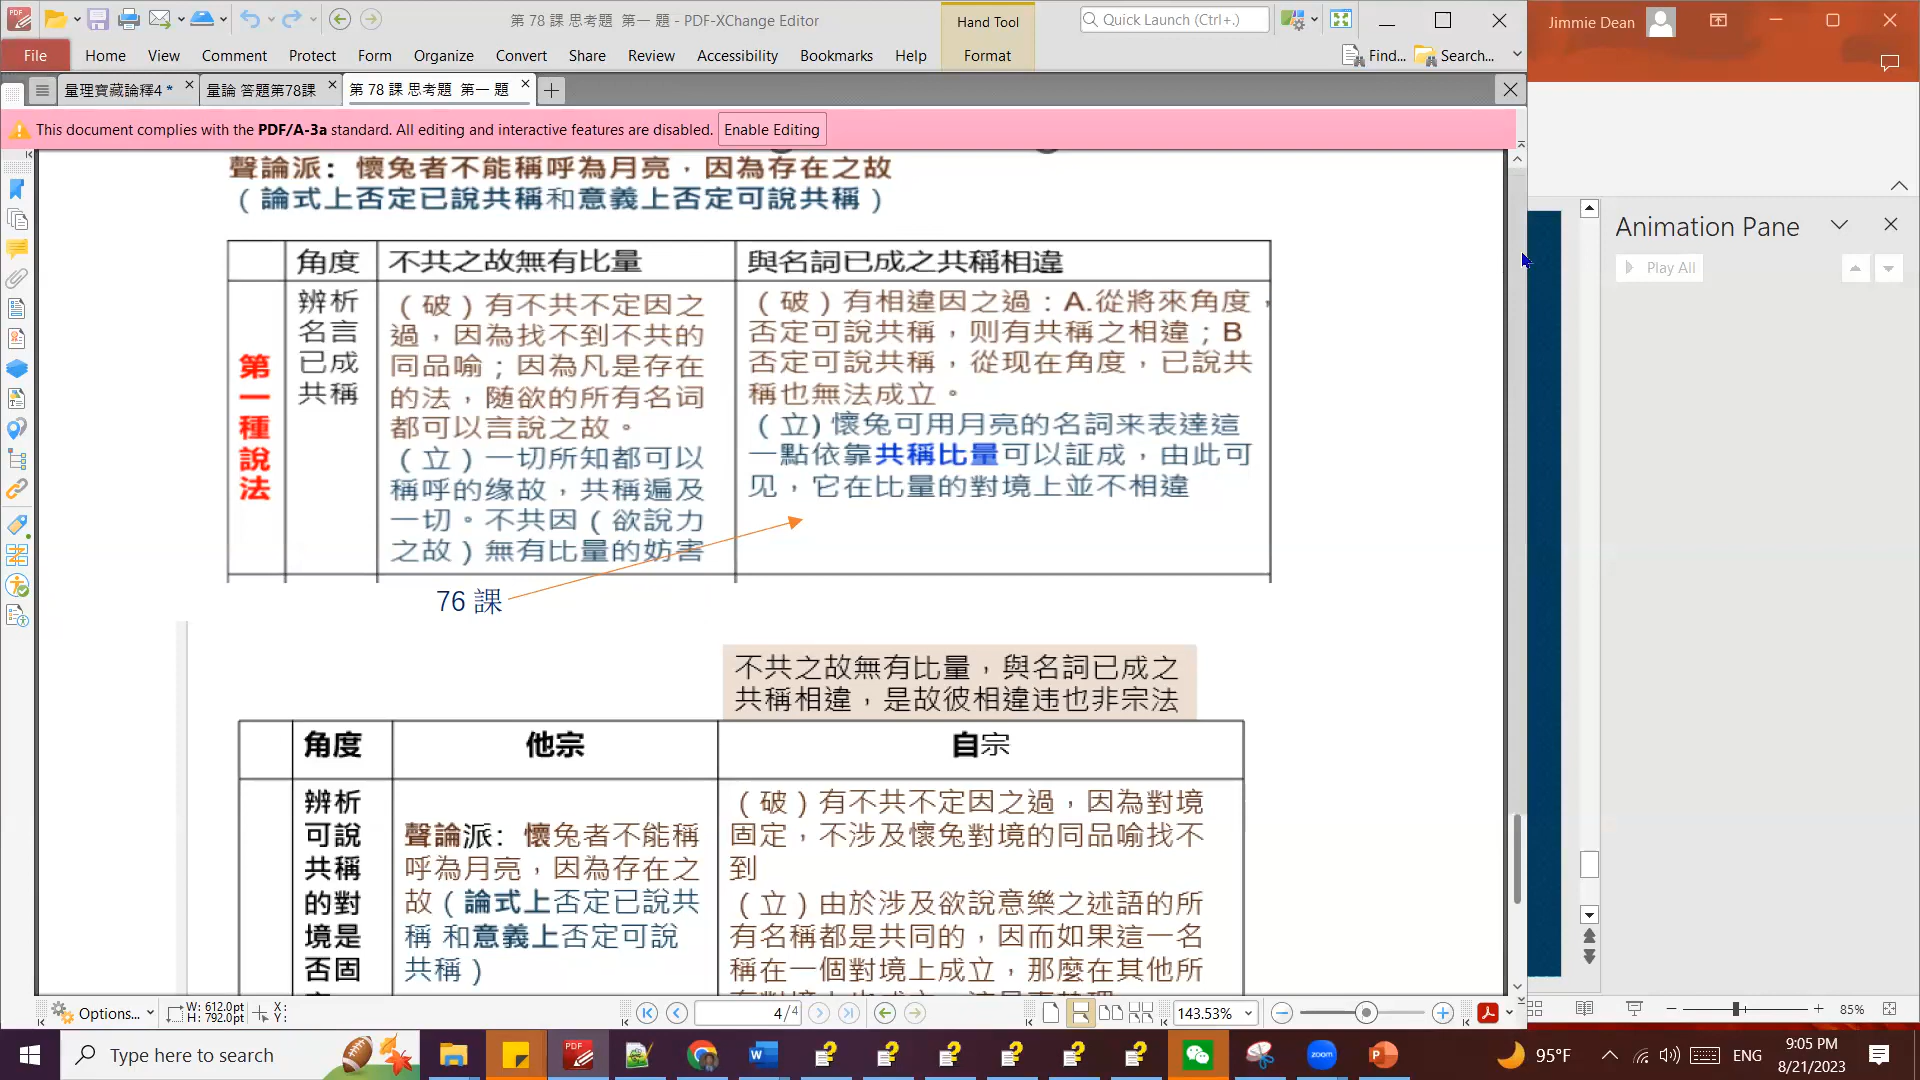 第 78 課 思考題 第一 題 - PDF-XChange Editor
Hand Tool
Quick Launch (Ctrl+.)
Jimmie Dean
File
Home
View
Comment
Protect
Form
Organize
Convert
Share
Review
Accessibility
Bookmarks
Help
Format
Find...
Search...
量理寶藏論釋4 *
量論 答題第78課
第 78 課 思考題 第一 題
This document complies with the PDF/A-3a standard. All editing and interactive features are disabled.
Enable Editing
聲論派：懷兔者不能稱呼為月亮，因為存在之故
（論式上否定已說共稱和意義上否定可說共稱）
角度
不共之故無有比量
與名詞已成之共稱相違
第一種說法
辨析
名言
已成
共稱
（破）有不共不定因之
過，因為找不到不共的
同品喻；因為凡是存在
的法，随欲的所有名词
都可以言說之故。
（立）一切所知都可以
稱呼的缘故，共稱遍及
一切。不共因（欲說力
之故）無有比量的妨害
（破）有相違因之過：A.從將來角度，
否定可說共稱，则有共稱之相違；B
否定可說共稱，從现在角度，已說共
稱也無法成立。
（立）懷兔可用月亮的名詞来表達這
一點依靠共稱比量可以証成，由此可
见，它在比量的對境上並不相違
76 課
不共之故無有比量，與名詞已成之
共稱相違，是故彼相違违也非宗法
角度
他宗
自宗
辨析
可說
共稱
的對
境是
否固
聲論派：懷兔者不能稱
呼為月亮，因為存在之
故（論式上否定已說共
稱 和意義上否定可說
共稱）
（破）有不共不定因之過，因為對境
固定，不涉及懷兔對境的同品喻找不
到
（立）由於涉及欲說意樂之述語的所
有名稱都是共同的，因而如果這一名
稱在一個對境上成立，那麼在其他所
Animation Pane
Play All
Options...
W: 612.0pt
H: 792.0pt
X:
Y:
4 / 4
143.53%
85%
Type here to search
95°F
ENG
9:05 PM
8/21/2023